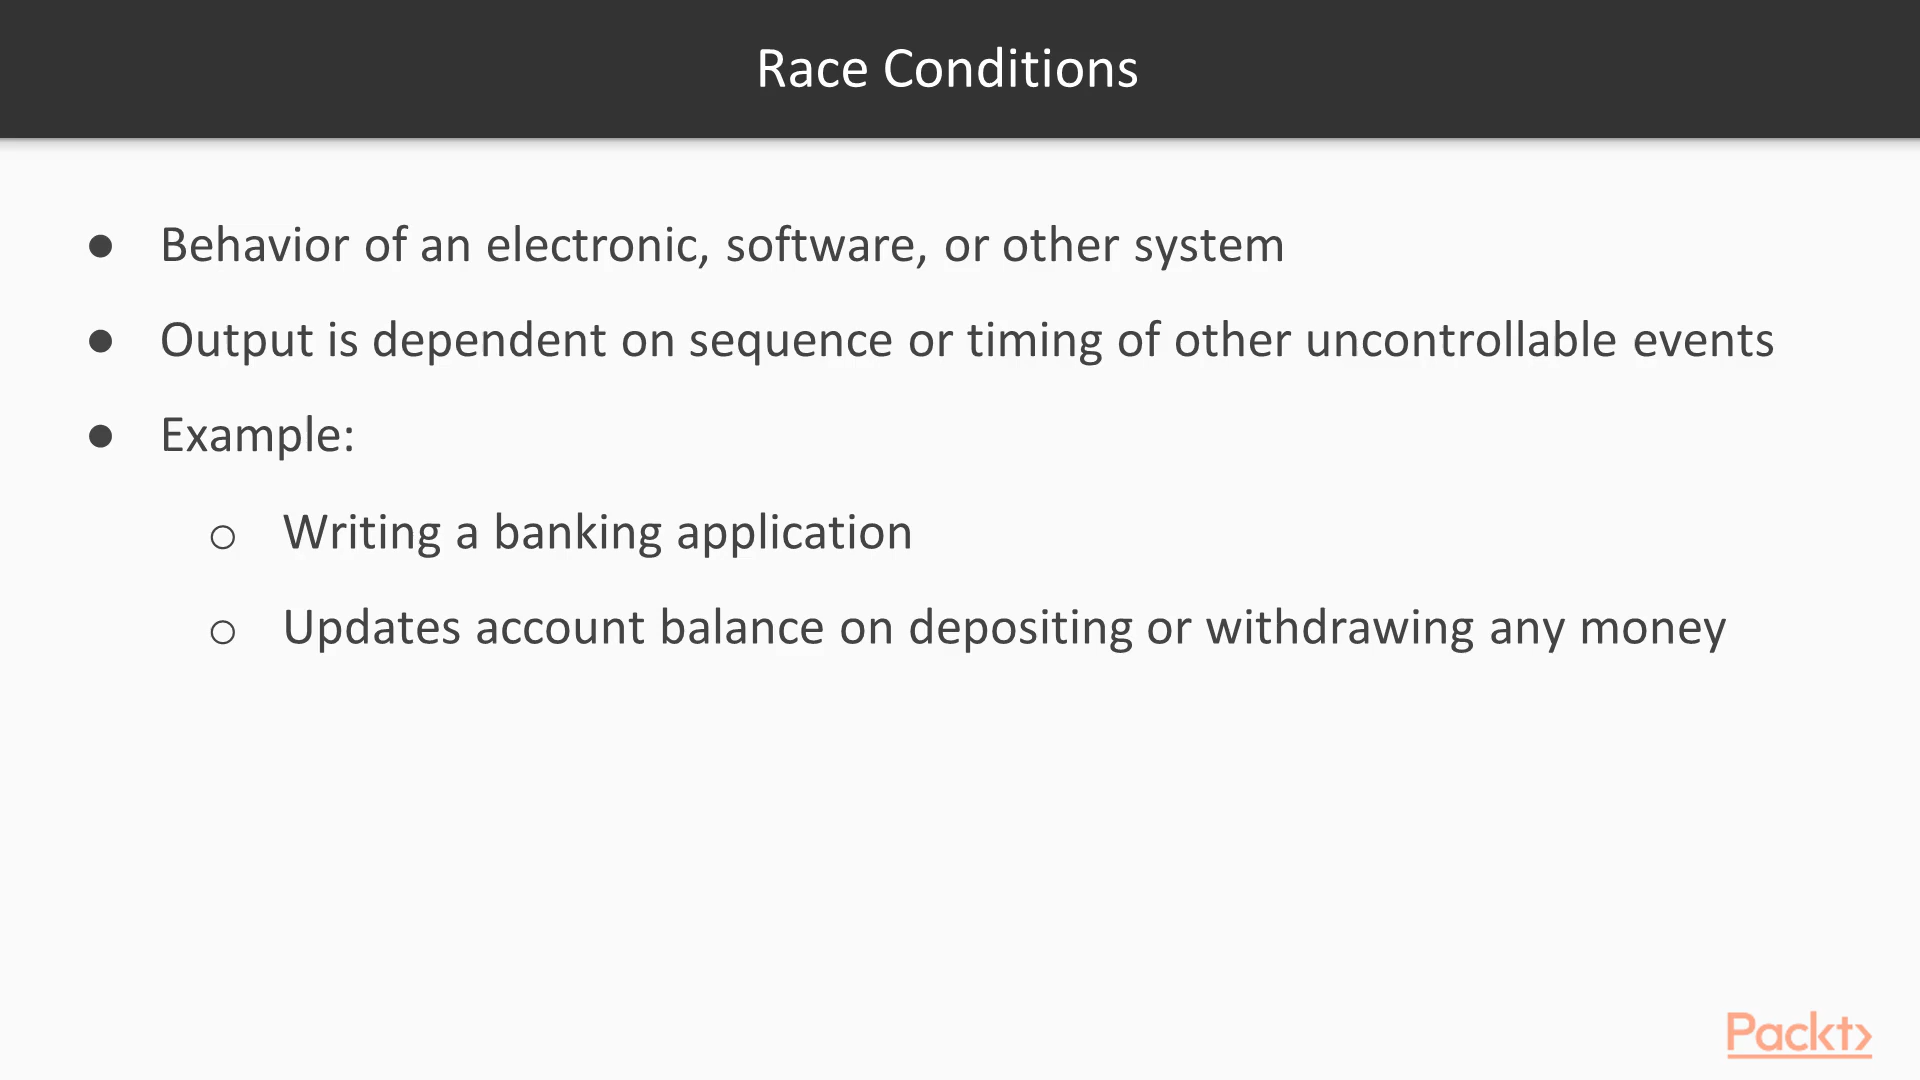 Race Conditions
● Behavior of an electronic, software, or other system
● Output is dependent on sequence or timing of other uncontrollable events
● Example:
○ Writing a banking application
○ Updates account balance on depositing or withdrawing any money
Packt>